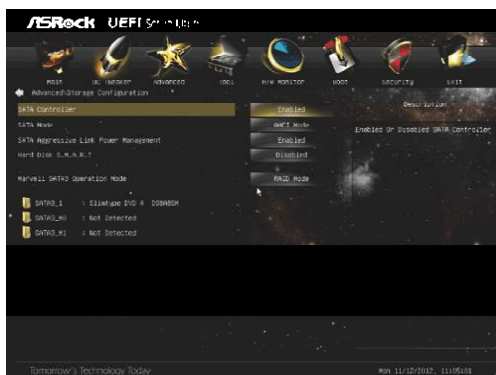 ASRock UEFI Setup Utility
Main OC Tweaker Advanced Tool H/W Monitor Boot Security Exit
Advanced\Storage Configuration
Description
SATA Controller Enabled
Enabled Or Disabled SATA Controller
SATA Mode AHCI Mode
SATA Aggressive Link Power Management Enabled
Hard Disk S.M.A.R.T Disabled
Marvell SATA3 Operation Mode RAID Mode
SATA3_1 : Slimtype DVD A
SATA3_M0 : Not Detected
SATA3_M1 : Not Detected
Tomorrow's Technology Today
Mon 11/12/2012, 11:05:01